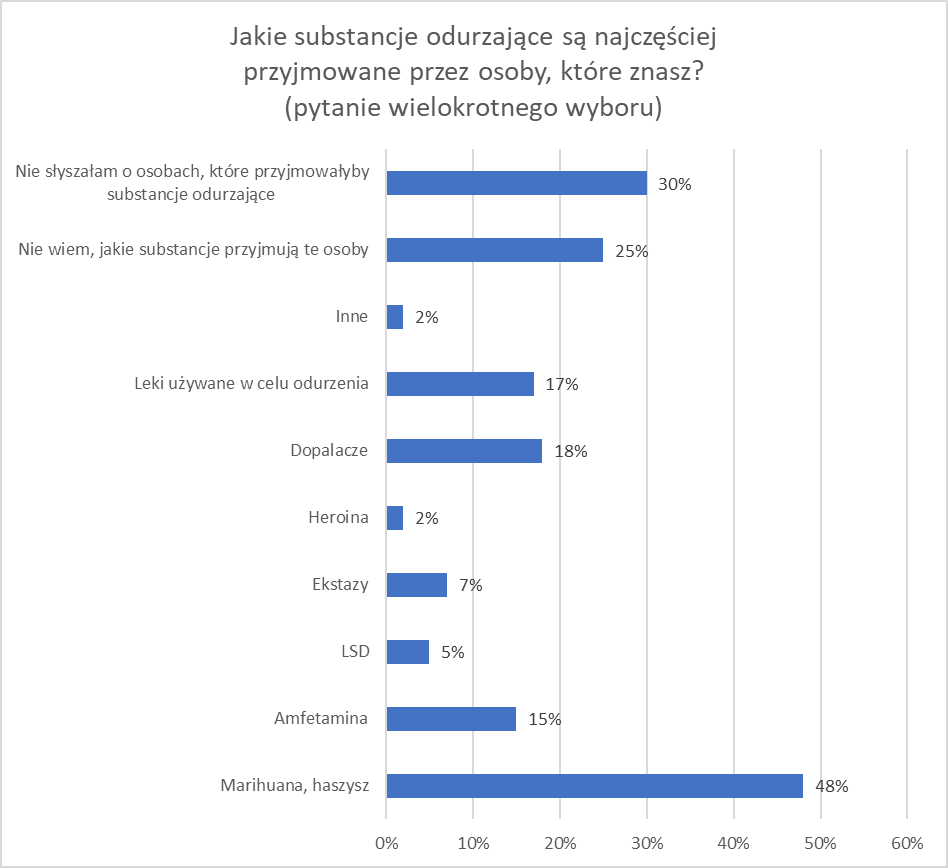 Jakie substancje odurzające są najczęściej
przyjmowane przez osoby, które znasz?
(pytanie wielokrotnego wyboru)
Nie słyszałam o osobach, które przyjmowałyby
substancje odurzające
30%
Nie wiem, jakie substancje przyjmują te osoby
25%
Inne
2%
Leki używane w celu odurzenia
17%
Dopalacze
18%
Heroina
2%
Ekstazy
7%
LSD
5%
Amfetamina
15%
Marihuana, haszysz
48%
0% 10% 20% 30% 40% 50% 60%